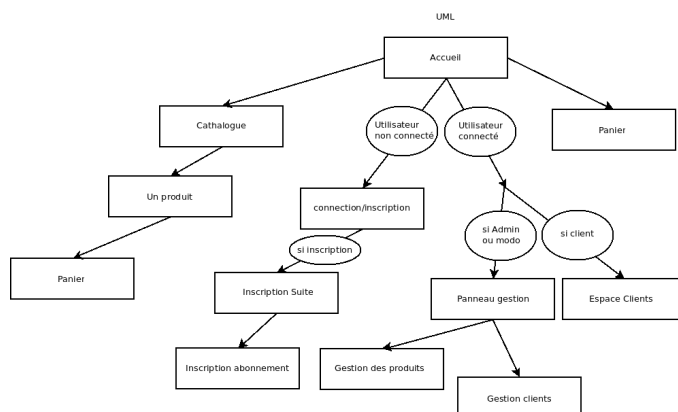 UML
Accueil
Cathalogue
Utilisateur
non connecté
Utilisateur
connecté
Panier
Un produit
connection/Inscription
si Admin
ou modo
si client
si inscription
Panier
Inscription Suite
Panneau gestion
Espace Clients
Inscription abonnement
Gestion des produits
Gestion clients